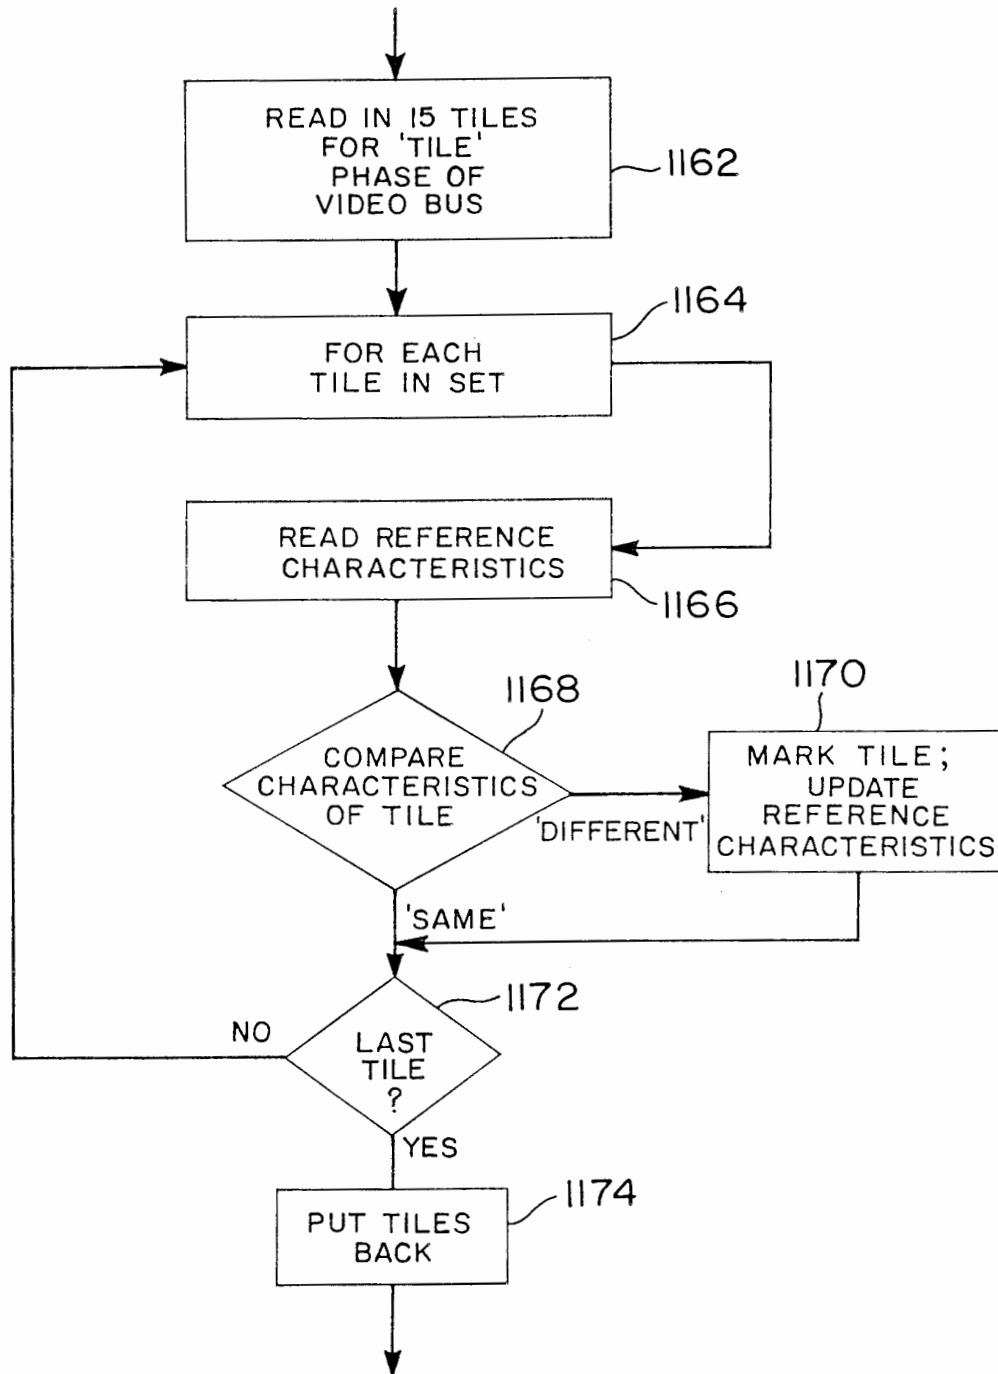 READ IN 15 TILES
FOR 'TILE'
PHASE OF
VIDEO BUS
1162
1164
FOR EACH
TILE IN SET
READ REFERENCE
CHARACTERISTICS
1166
1168
COMPARE
CHARACTERISTICS
OF TILE
'DIFFERENT'
1170
MARK TILE;
UPDATE
REFERENCE
CHARACTERISTICS
'SAME'
1172
LAST
TILE
?
NO
YES
1174
PUT TILES
BACK